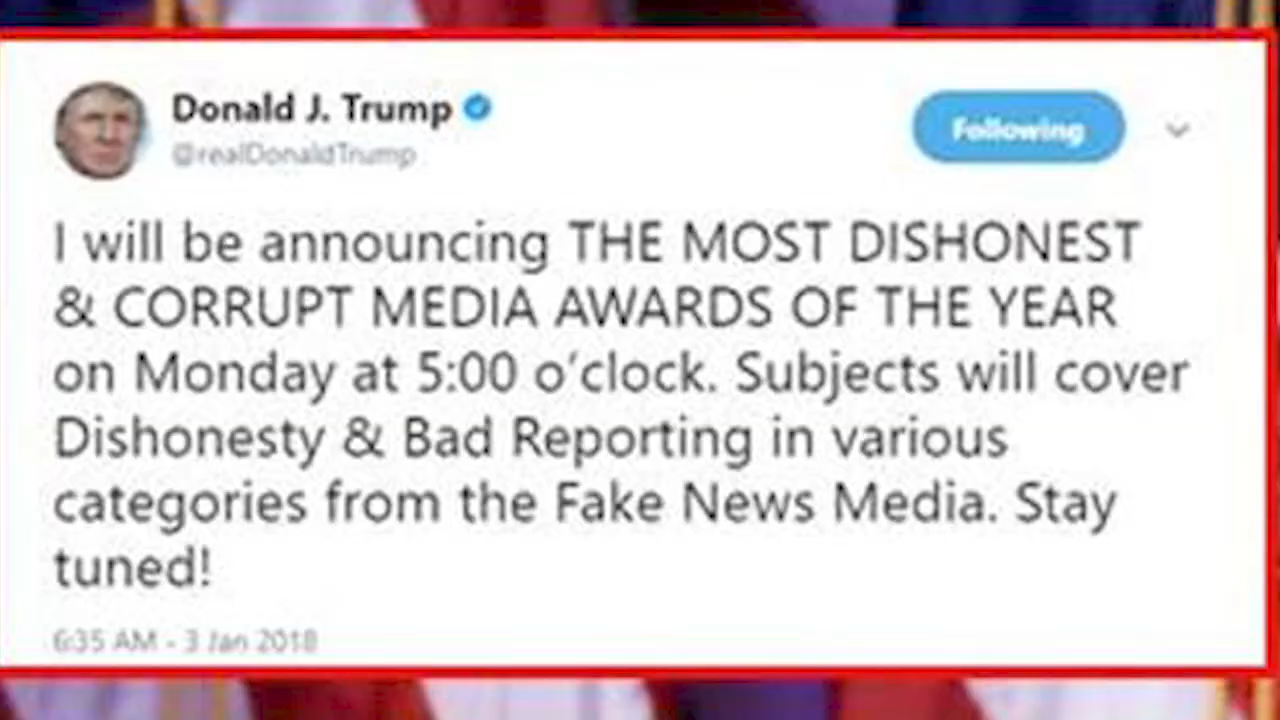 Donald J. Trump
@realDonaldTrump
Following
I will be announcing THE MOST DISHONEST
& CORRUPT MEDIA AWARDS OF THE YEAR
on Monday at 5:00 o’clock. Subjects will cover
Dishonesty & Bad Reporting in various
categories from the Fake News Media. Stay
tuned!
6:35 AM - 3 Jan 2018